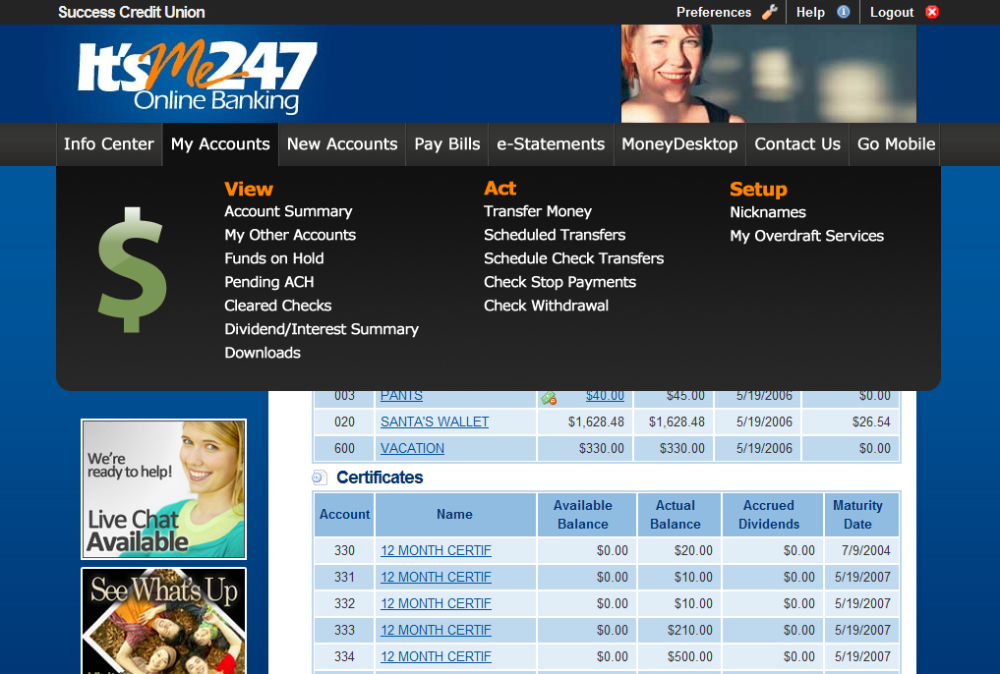 Success Credit Union
Preferences Help Logout
It'sMe247
Online Banking
Info Center My Accounts New Accounts Pay Bills e-Statements MoneyDesktop Contact Us Go Mobile
$
View
Account Summary
My Other Accounts
Funds on Hold
Pending ACH
Cleared Checks
Dividend/Interest Summary
Downloads
Act
Transfer Money
Scheduled Transfers
Schedule Check Transfers
Check Stop Payments
Check Withdrawal
Setup
Nicknames
My Overdraft Services
003 PANTS $40.00 $45.00 5/19/2006 $0.00
020 SANTA'S WALLET $1,628.48 $1,628.48 5/19/2006 $26.54
600 VACATION $330.00 $330.00 5/19/2006 $0.00
Certificates
Account Name Available Balance Actual Balance Accrued Dividends Maturity Date
330 12 MONTH CERTIF $0.00 $20.00 $0.00 7/9/2004
331 12 MONTH CERTIF $0.00 $10.00 $0.00 5/19/2007
332 12 MONTH CERTIF $0.00 $10.00 $0.00 5/19/2007
333 12 MONTH CERTIF $0.00 $210.00 $0.00 5/19/2007
334 12 MONTH CERTIF $0.00 $500.00 $0.00 5/19/2007
We're
ready to help!
Live Chat
Available
See What's Up